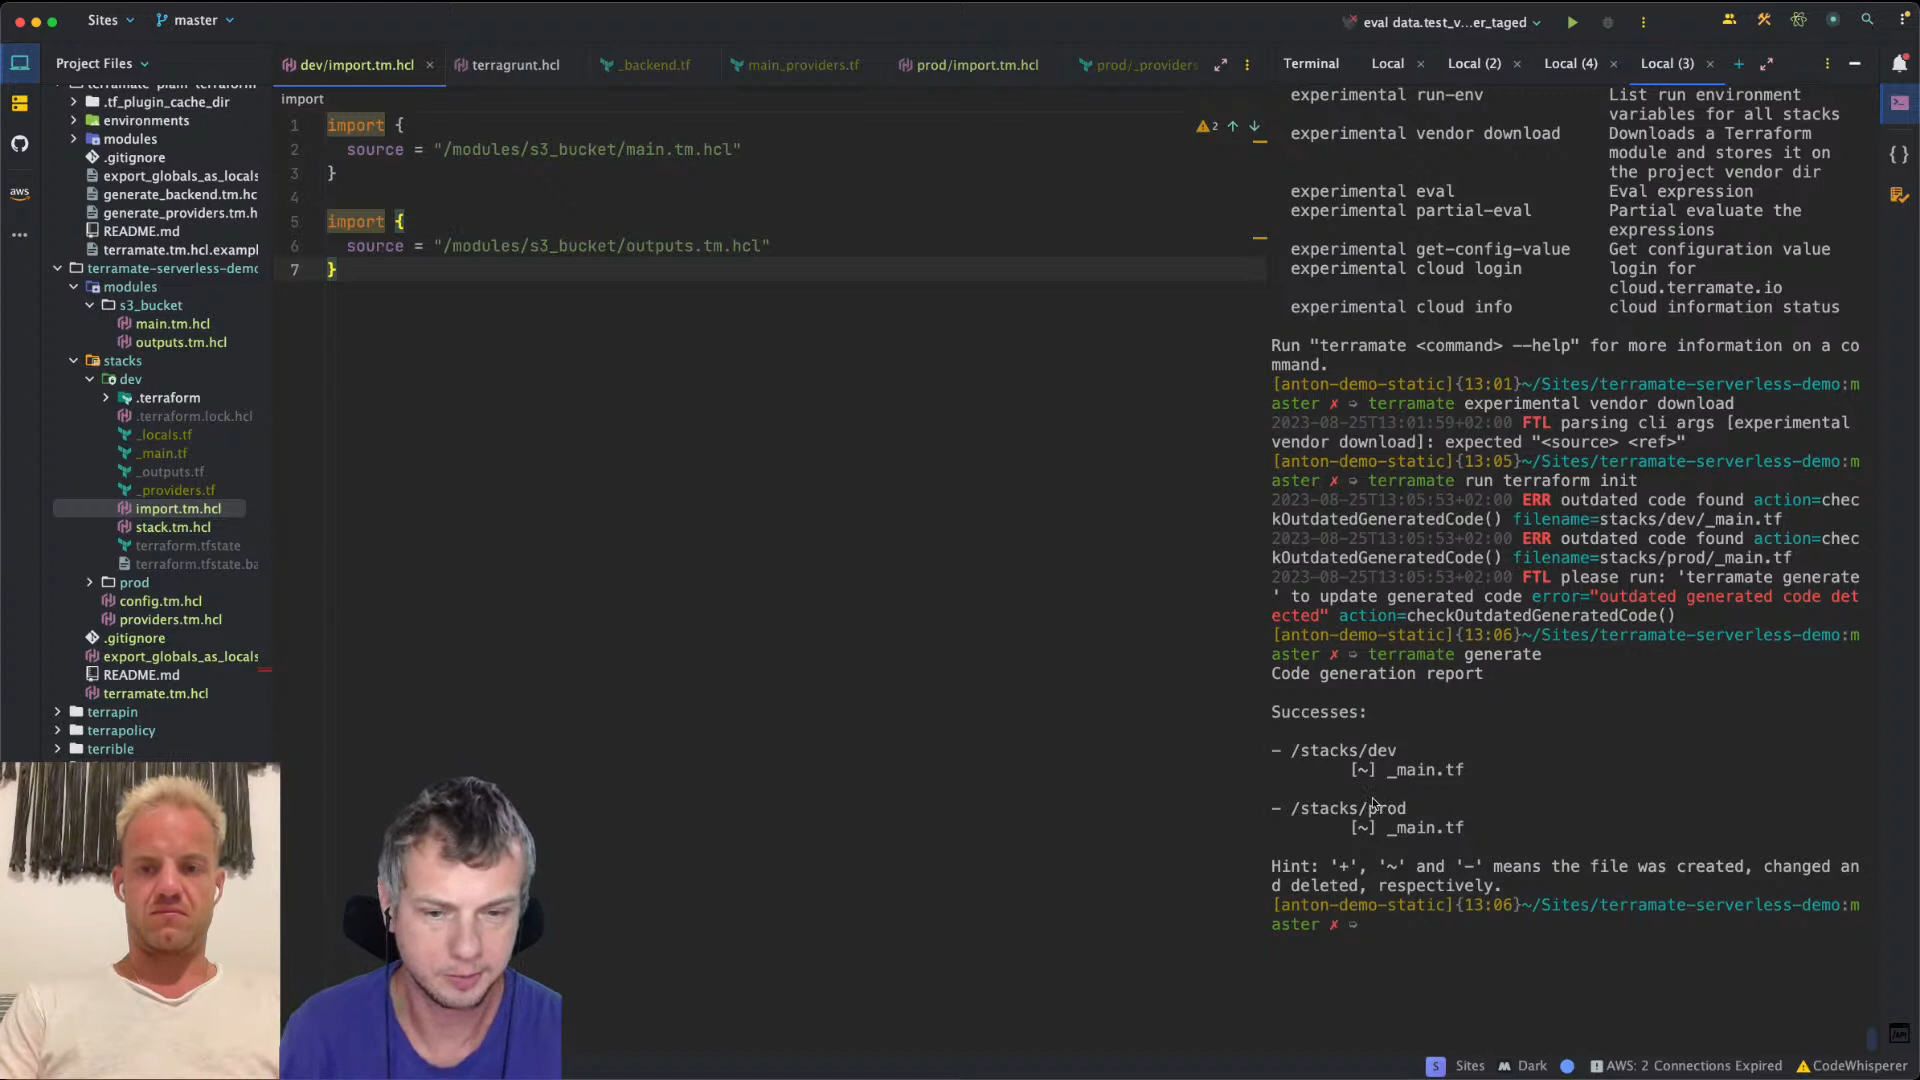 Sites
master
eval data.test_v...er_taged
Project Files
dev/import.tm.hcl
terragrunt.hcl
_backend.tf
main_providers.tf
prod/import.tm.hcl
prod/_providers
Terminal
Local
Local (2)
Local (4)
Local (3)
.tf_plugin_cache_dir
environments
modules
.gitignore
export_globals_as_locals
generate_backend.tm.hc
generate_providers.tm.h
README.md
terramate.tm.hcl.exampl
terramate-serverless-demo
modules
s3_bucket
main.tm.hcl
outputs.tm.hcl
stacks
dev
.terraform
.terraform.lock.hcl
_locals.tf
_main.tf
_outputs.tf
_providers.tf
import.tm.hcl
stack.tm.hcl
terraform.tfstate
terraform.tfstate.ba
prod
config.tm.hcl
providers.tm.hcl
.gitignore
export_globals_as_locals
README.md
terramate.tm.hcl
terrapin
terrapolicy
terrible
aws
import
2
1 import {
2 source = "/modules/s3_bucket/main.tm.hcl"
3 }
4
5 import {
6 source = "/modules/s3_bucket/outputs.tm.hcl"
7 }
experimental run-env List run environment
variables for all stacks
experimental vendor download Downloads a Terraform
module and stores it on
the project vendor dir
experimental eval Eval expression
experimental partial-eval Partial evaluate the
expressions
experimental get-config-value Get configuration value
experimental cloud login login for
cloud.terramate.io
experimental cloud info cloud information status
Run "terramate <command> --help" for more information on a co
mmand.
[anton-demo-static]{13:01}~/Sites/terramate-serverless-demo:m
aster ✗ ➭ terramate experimental vendor download
2023-08-25T13:01:59+02:00 FTL parsing cli args [experimental
vendor download]: expected "<source> <ref>"
[anton-demo-static]{13:05}~/Sites/terramate-serverless-demo:m
aster ✗ ➭ terramate run terraform init
2023-08-25T13:05:53+02:00 ERR outdated code found action=chec
kOutdatedGeneratedCode() filename=stacks/dev/_main.tf
2023-08-25T13:05:53+02:00 ERR outdated code found action=chec
kOutdatedGeneratedCode() filename=stacks/prod/_main.tf
2023-08-25T13:05:53+02:00 FTL please run: 'terramate generate
' to update generated code error="outdated generated code det
ected" action=checkOutdatedGeneratedCode()
[anton-demo-static]{13:06}~/Sites/terramate-serverless-demo:m
aster ✗ ➭ terramate generate
Code generation report
Successes:
- /stacks/dev
[~] _main.tf
- /stacks/prod
[~] _main.tf
Hint: '+', '~' and '-' means the file was created, changed an
d deleted, respectively.
[anton-demo-static]{13:06}~/Sites/terramate-serverless-demo:m
aster ✗ ➭
S Sites
Dark
AWS: 2 Connections Expired
CodeWhisperer